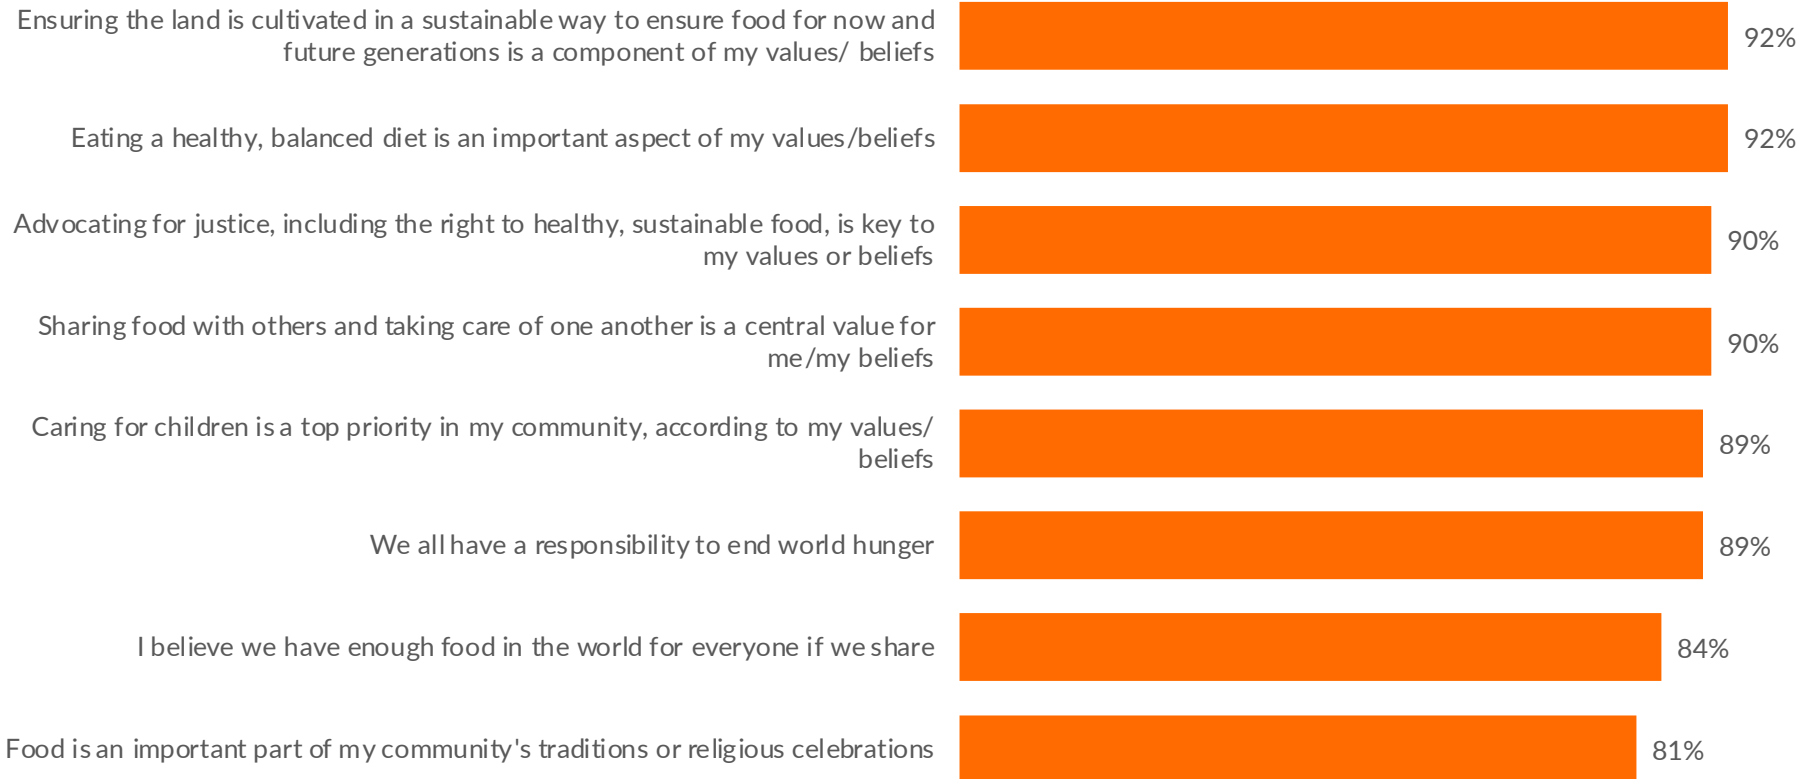 Ensuring the land is cultivated in a sustainable way to ensure food for now and
future generations is a component of my values/ beliefs
92%
Eating a healthy, balanced diet is an important aspect of my values/beliefs
92%
Advocating for justice, including the right to healthy, sustainable food, is key to
my values or beliefs
90%
Sharing food with others and taking care of one another is a central value for
me/my beliefs
90%
Caring for children is a top priority in my community, according to my values/
beliefs
89%
We all have a responsibility to end world hunger
89%
I believe we have enough food in the world for everyone if we share
84%
Food is an important part of my community's traditions or religious celebrations
81%